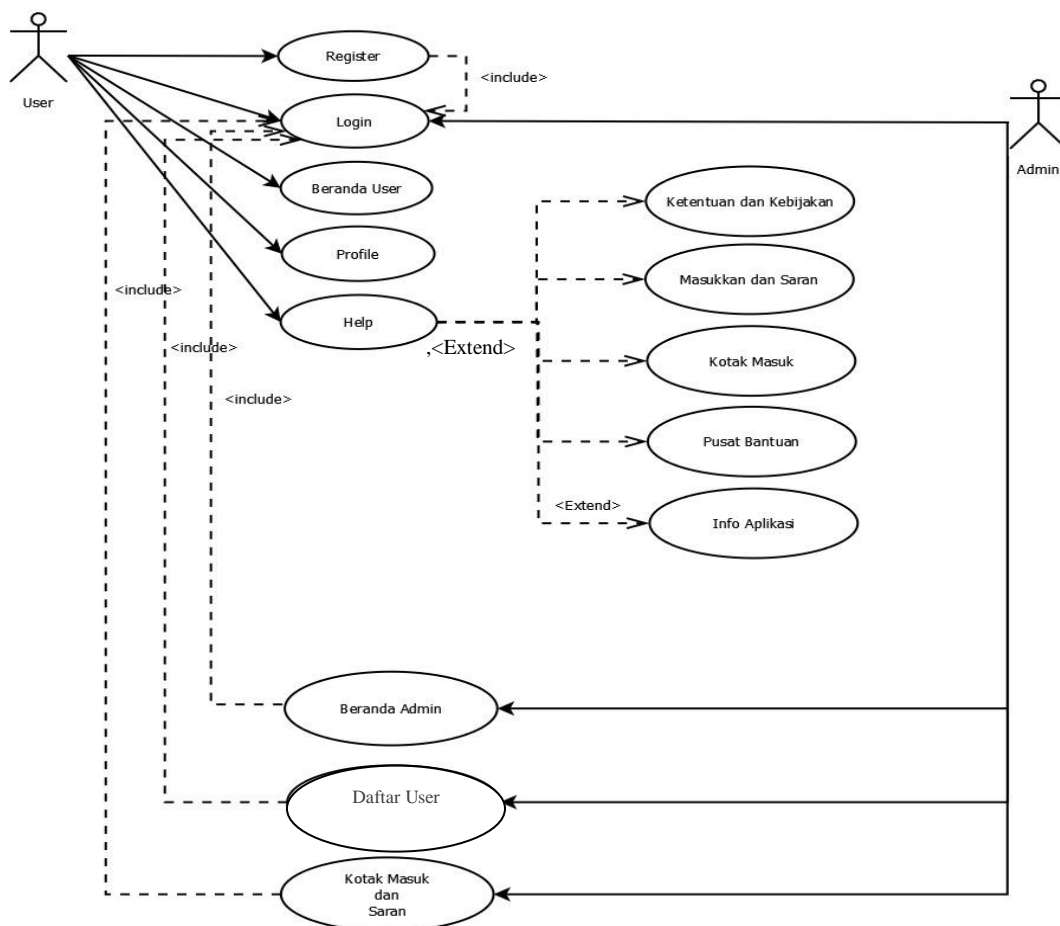 Register
<include>
User
Login
Admin
Beranda User
Ketentuan dan Kebijakan
Profile
Masukkan dan Saran
<include>
Help
,<Extend>
<include>
Kotak Masuk
<include>
Pusat Bantuan
<Extend>
Info Aplikasi
Beranda Admin
Daftar User
Kotak Masuk
dan
Saran